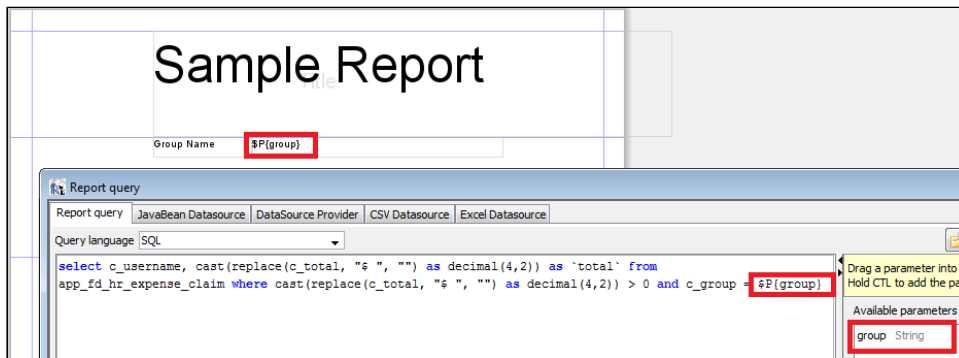 Sample Report
Title
Group Name $P{group}
Report query
Report query JavaBean Datasource DataSource Provider CSV Datasource Excel Datasource
Query language SQL
select c_username, cast(replace(c_total, "$ ", "") as decimal(4,2)) as `total` from
app_fd_hr_expense_claim where cast(replace(c_total, "$ ", "") as decimal(4,2)) > 0 and c_group = $P{group}
Drag a parameter into
Hold CTL to add the pa
Available parameters
group String